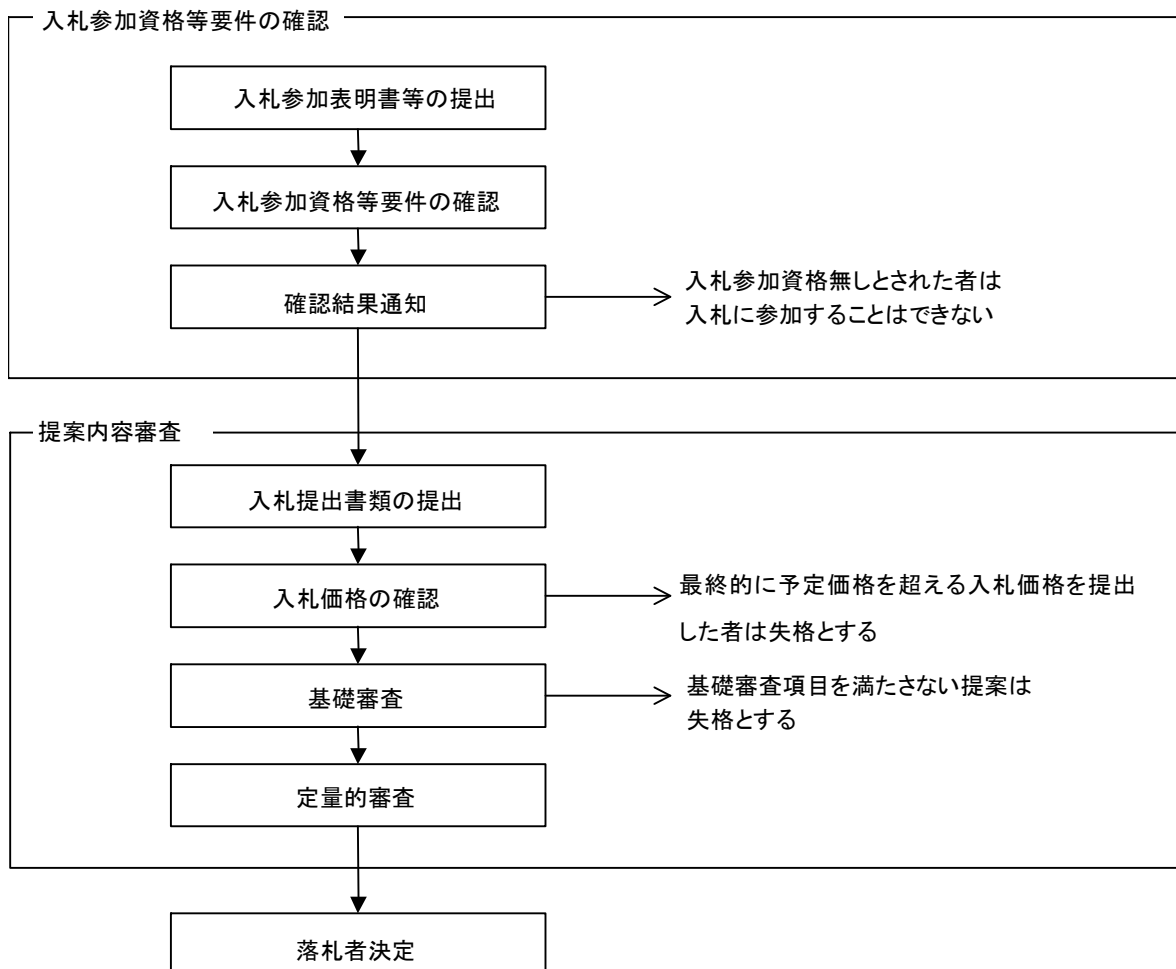 入札参加資格等要件の確認
入札参加表明書等の提出
入札参加資格等要件の確認
確認結果通知
入札参加資格無しとされた者は
入札に参加することはできない
提案内容審査
入札提出書類の提出
入札価格の確認
最終的に予定価格を超える入札価格を提出
した者は失格とする
基礎審査
基礎審査項目を満たさない提案は
失格とする
定量的審査
落札者決定